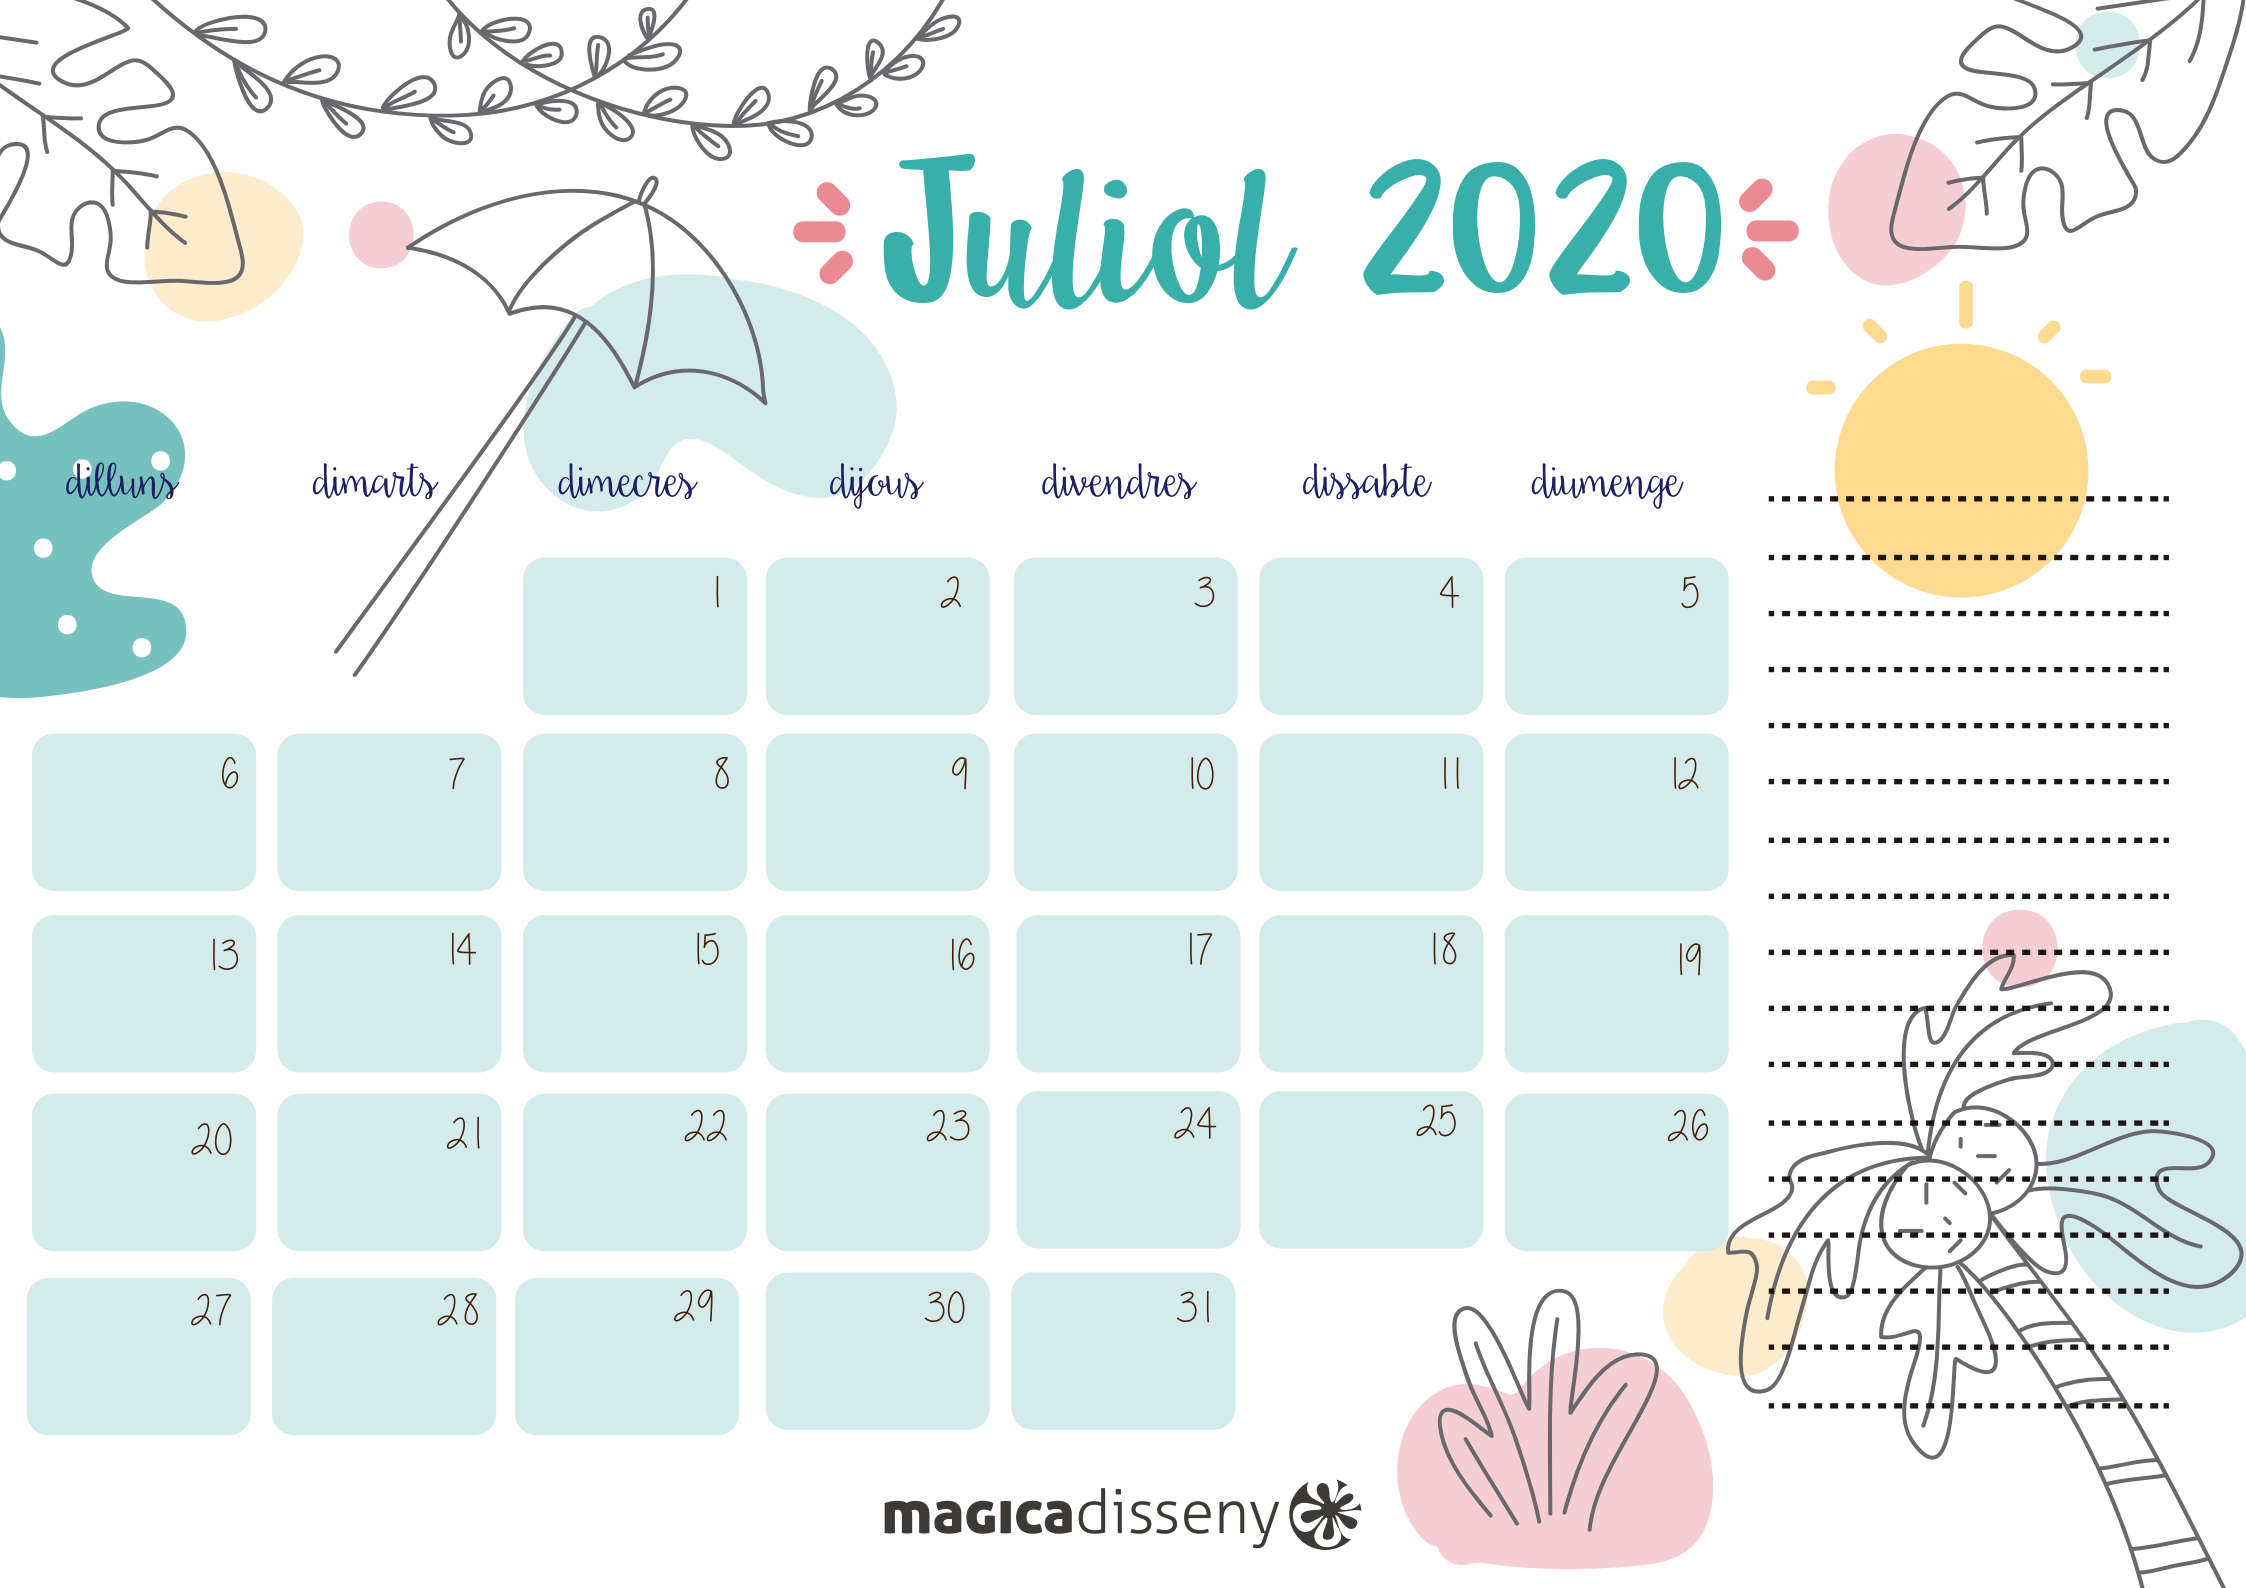 Juliol 2020
dilluns dimarts dimecres dijous divendres dissabte diumenge
1 2 3 4 5
6 7 8 9 10 11 12
13 14 15 16 17 18 19
20 21 22 23 24 25 26
27 28 29 30 31
magicadisseny